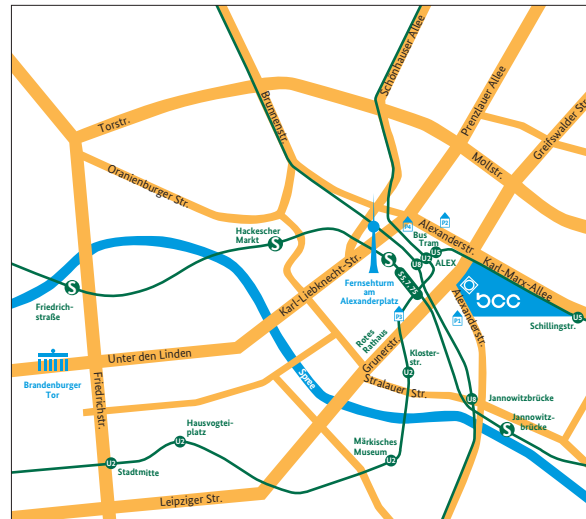 Schönhauser Allee
Prenzlauer Allee
Greifswalder Str.
Brunnenstr.
Torstr.
Mollstr.
Oranienburger Str.
Hackescher
Markt
S
P4
P2
Alexanderstr.
Bus
Tram
U5
U2
ALEX
U8
S
S5,7,75
Karl-Marx-Allee
Fernsehturm
am
Alexanderplatz
Karl-Liebknecht-Str.
bcc
S
Friedrich-
straße
P3
P1
Alexanderstr.
U5
Schillingstr.
Rotes
Rathaus
Grunerstr.
Unter den Linden
Brandenburger
Tor
Friedrichstr.
Spree
Kloster-
str.
U2
Stralauer Str.
Jannowitzbrücke
U8
S
Jannowitz-
brücke
Hausvogtei-
platz
U2
Märkisches
Museum
U2
U2
Stadtmitte
Leipziger Str.